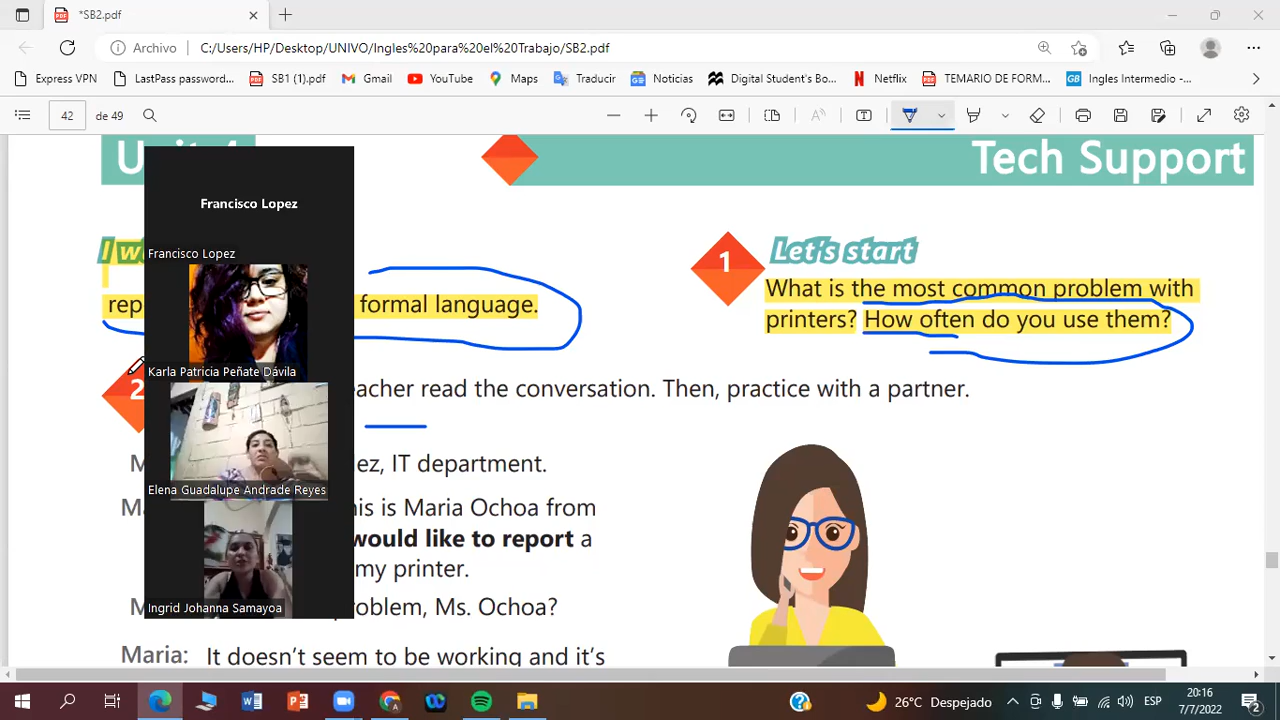 *SB2.pdf
Archivo C:/Users/HP/Desktop/UNIVO/Ingles%20para%20el%20Trabajo/SB2.pdf
Express VPN LastPass password... SB1 (1).pdf Gmail YouTube Maps Traducir Noticias Digital Student's Bo... Netflix TEMARIO DE FORM... Ingles Intermedio -...
42 de 49
Tech Support
Francisco Lopez
Francisco Lopez
Karla Patricia Peñate Dávila
Elena Guadalupe Andrade Reyes
Ingrid Johanna Samayoa
formal language.
1 Let's start
What is the most common problem with
printers? How often do you use them?
2 read the conversation. Then, practice with a partner.
IT department.
is Maria Ochoa from
would like to report a
my printer.
Ms. Ochoa?
Maria: It doesn't seem to be working and it's
26°C Despejado ESP 20:16
7/7/2022 2